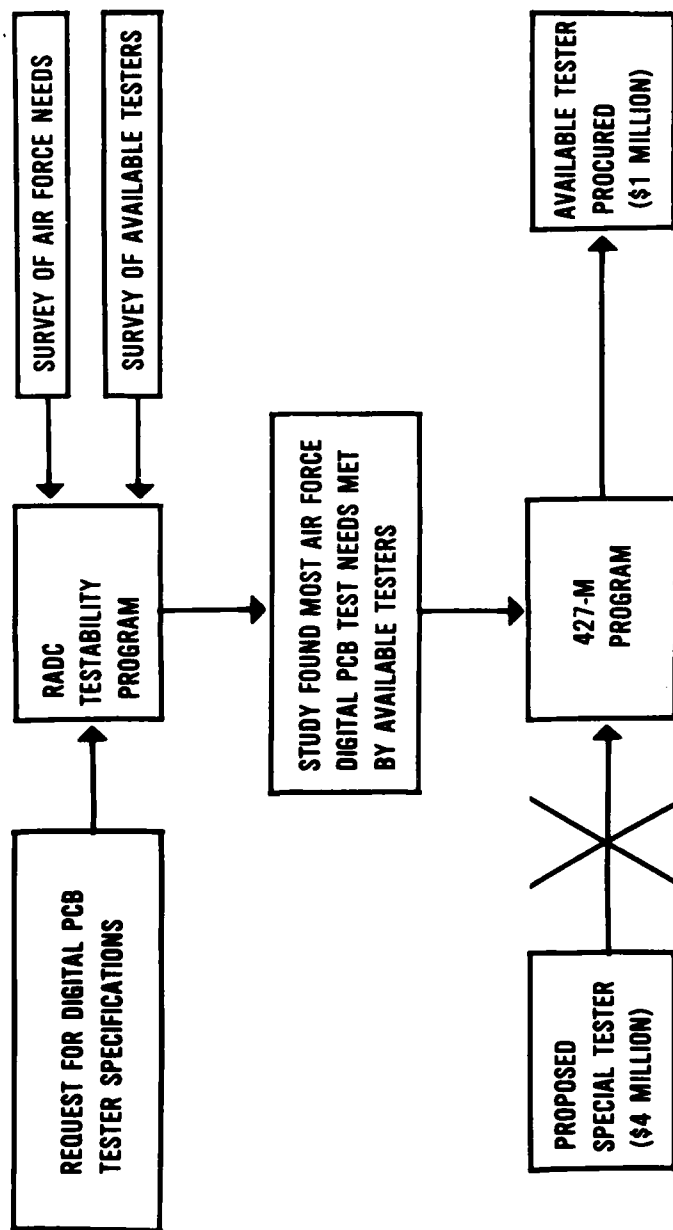 REQUEST FOR DIGITAL PCB
TESTER SPECIFICATIONS
RADC
TESTABILITY
PROGRAM
SURVEY OF AIR FORCE NEEDS
SURVEY OF AVAILABLE TESTERS
STUDY FOUND MOST AIR FORCE
DIGITAL PCB TEST NEEDS MET
BY AVAILABLE TESTERS
PROPOSED
SPECIAL TESTER
($4 MILLION)
427-M
PROGRAM
AVAILABLE TESTER
PROCURED
($1 MILLION)